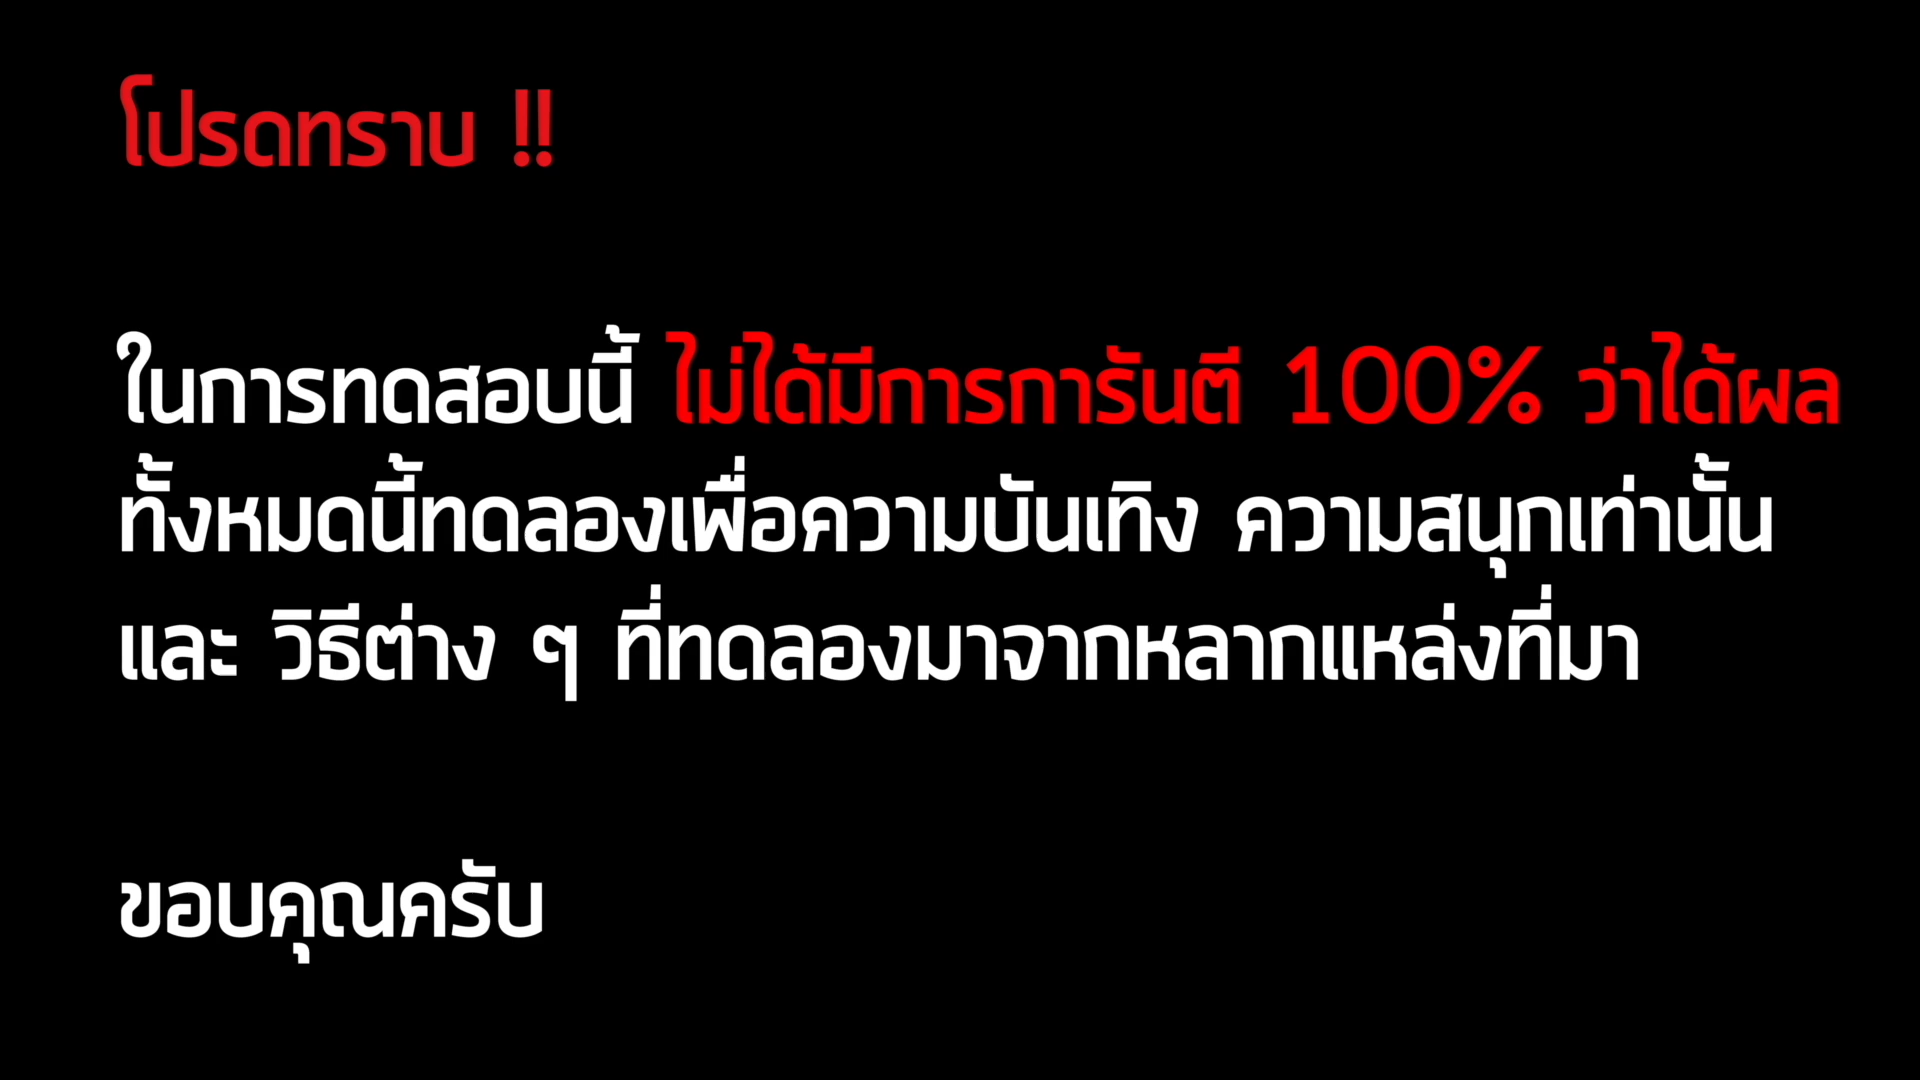 โปรดทราบ !!
ในการทดสอบนี้ ไม่ได้มีการการันตี 100% ว่าได้ผล
ทั้งหมดนี้ทดลองเพื่อความบันเทิง ความสนุกเท่านั้น
และ วิธีต่าง ๆ ที่ทดลองมาจากหลากแหล่งที่มา
ขอบคุณครับ